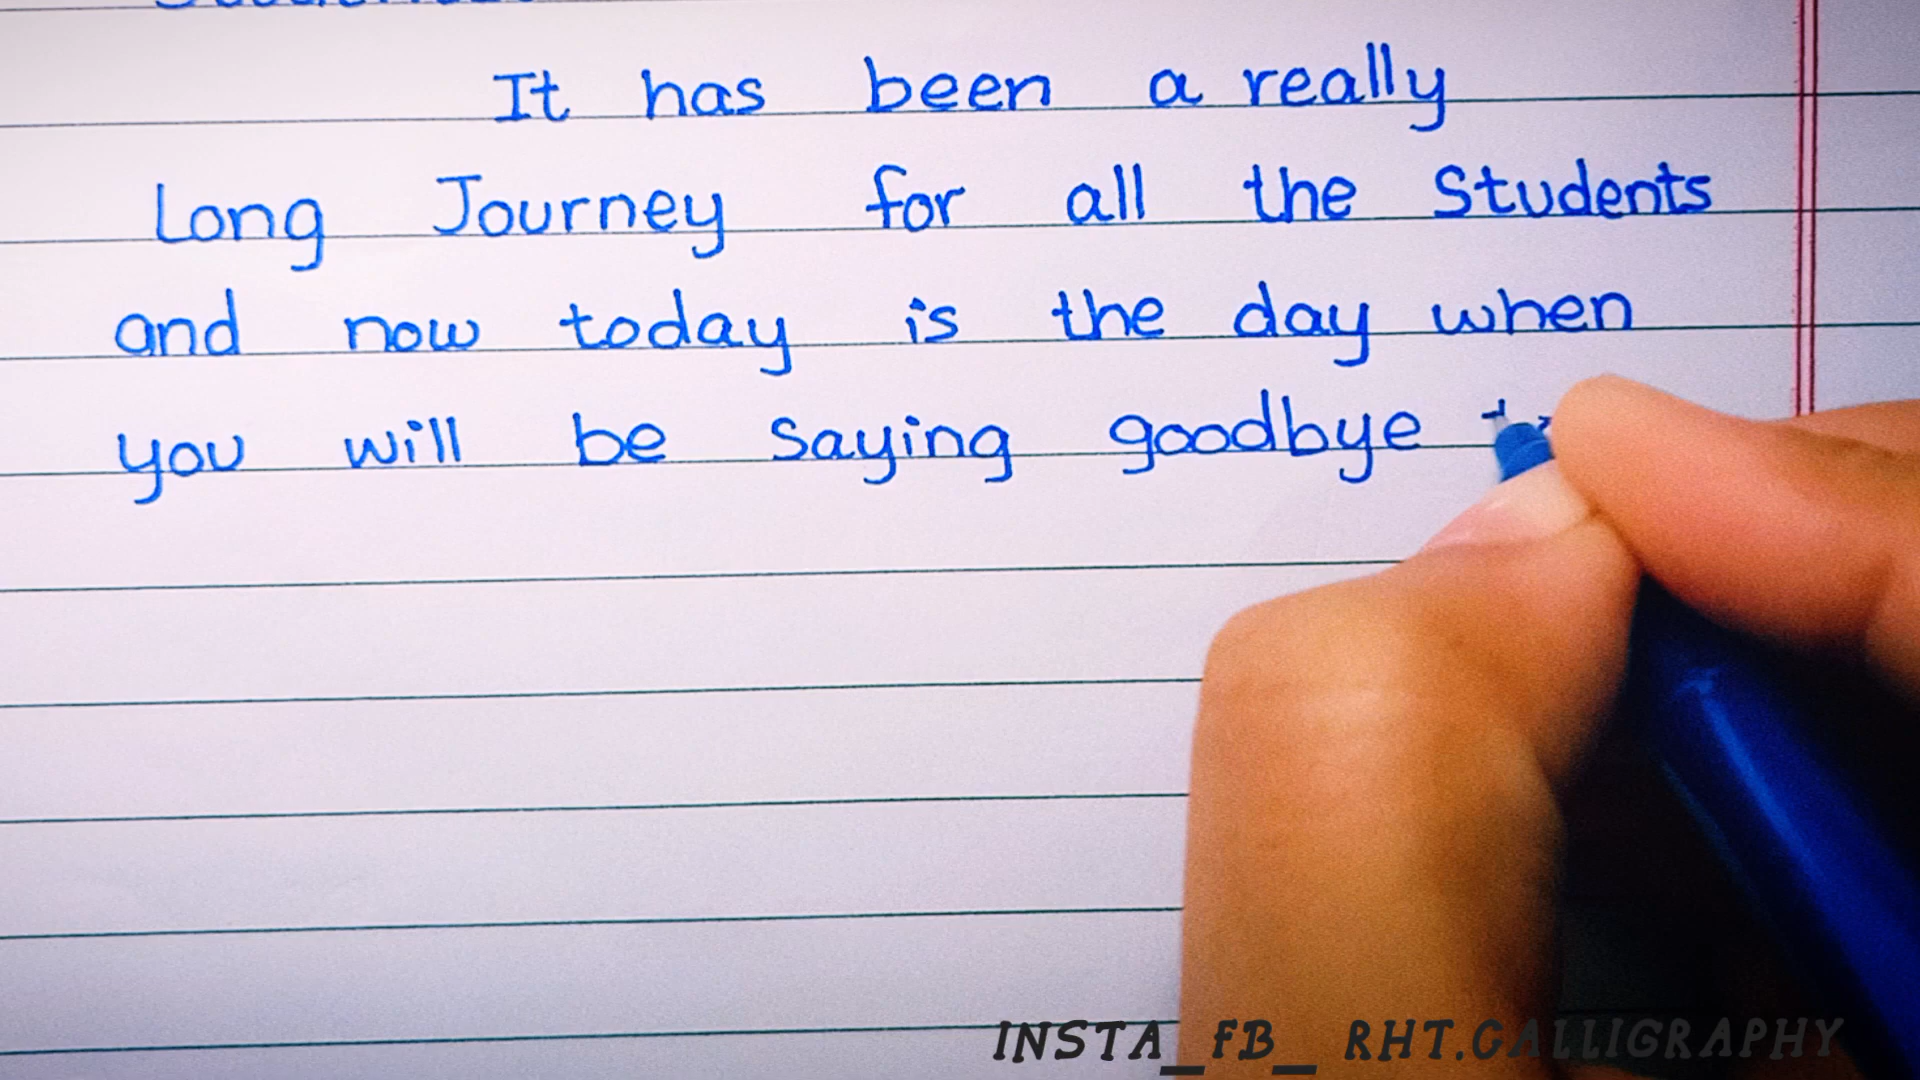 It has been a really
Long Journey for all the Students
and now today is the day when
you will be saying goodbye
INSTA_FB_ RHT.CALLIGRAPHY